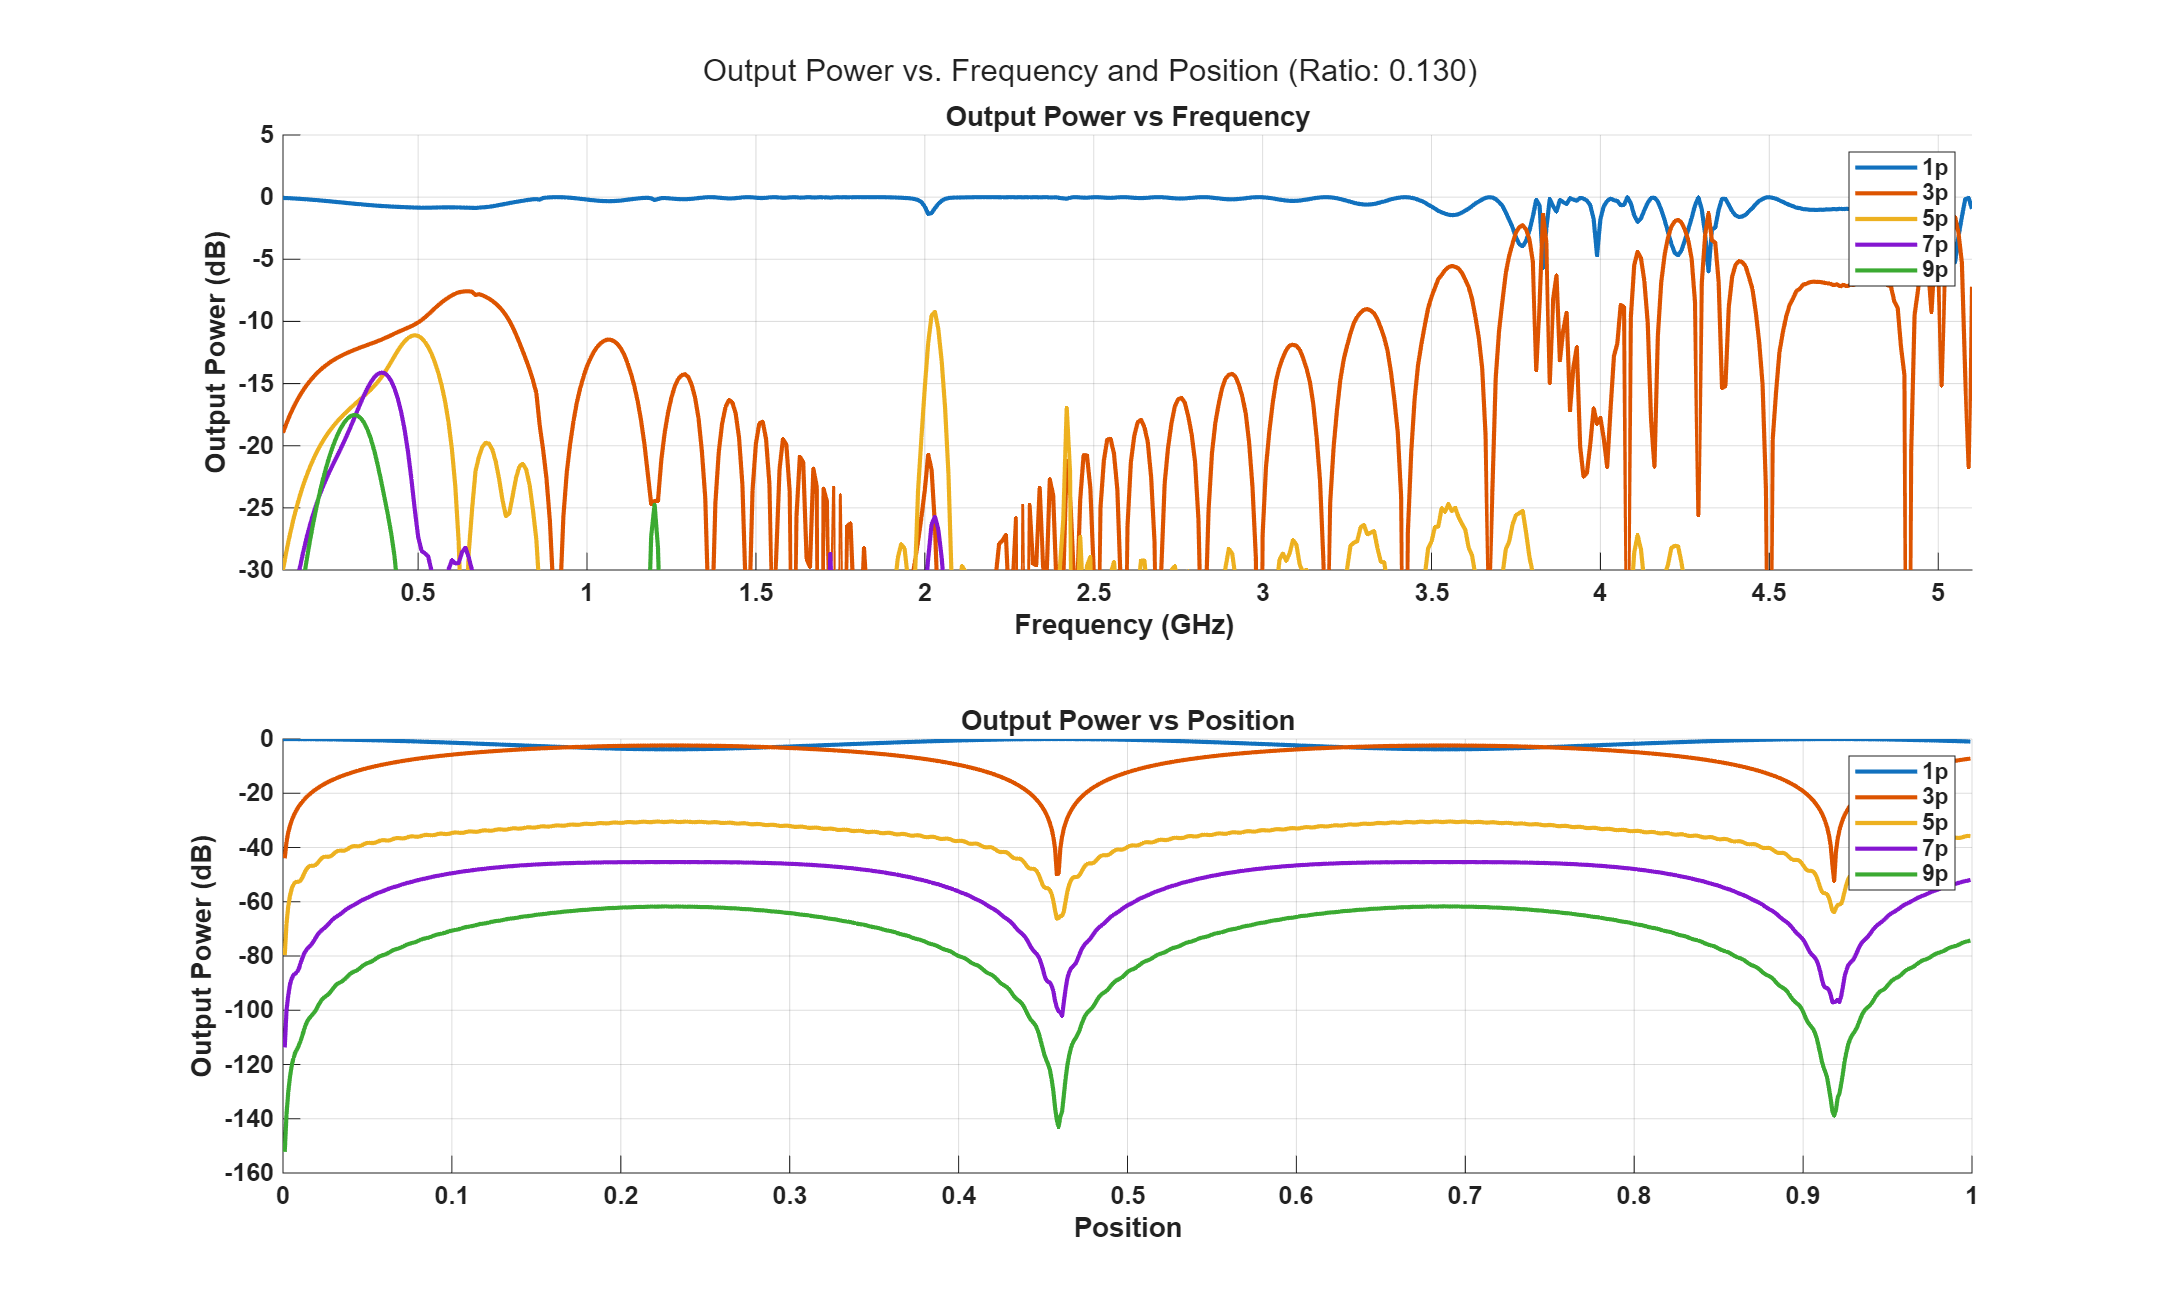 Output Power vs. Frequency and Position (Ratio: 0.130)
Output Power vs Frequency
Output Power (dB)
5
0
-5
-10
-15
-20
-25
-30
0.5 1 1.5 2 2.5 3 3.5 4 4.5 5
Frequency (GHz)
1p
3p
5p
7p
9p
Output Power vs Position
Output Power (dB)
0
-20
-40
-60
-80
-100
-120
-140
-160
0 0.1 0.2 0.3 0.4 0.5 0.6 0.7 0.8 0.9 1
Position
1p
3p
5p
7p
9p